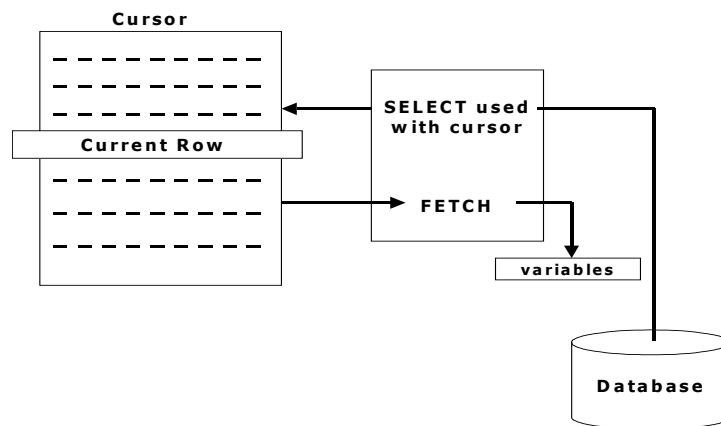 Cursor
SELECT used
with cursor
Current Row
FETCH
variables
Database